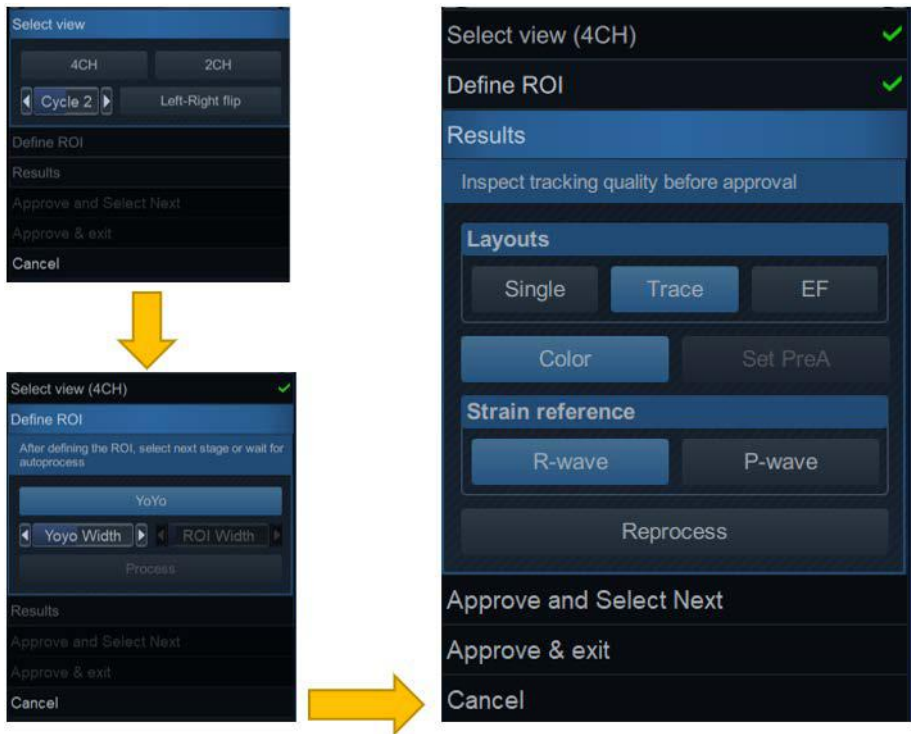 Select view
4CH 2CH
Cycle 2 Left-Right flip
Define ROI
Results
Approve and Select Next
Approve & exit
Cancel
Select view (4CH)
Define ROI
After defining the ROI, select next stage or wait for
autoprocess
YoYo
Yoyo Width ROI Width
Process
Results
Approve and Select Next
Approve & exit
Cancel
Select view (4CH)
Define ROI
Results
Inspect tracking quality before approval
Layouts
Single Trace EF
Color Set PreA
Strain reference
R-wave P-wave
Reprocess
Approve and Select Next
Approve & exit
Cancel